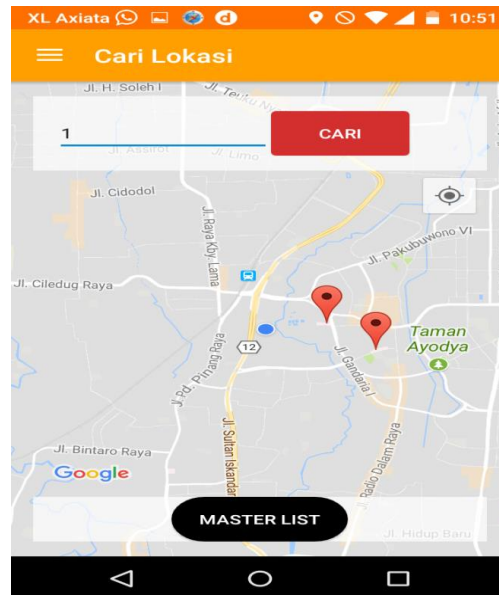 XL Axiata 10:51
Cari Lokasi
Jl. H. Soleh I
Jl. Teuku Ny
1
CARI
Jl. Assirot
Jl. Limo
Jl. Cidodol
Jl. Raya Kby. Lama
Jl. Pakubuwono VI
Jl. Ciledug Raya
Taman
Ayodya
12
Jl. Gandaria I
Jl. Pd. Pinang Raya
Jl. Sultan Iskandar
Jl. Radio Dalam Raya
Jl. Bintaro Raya
Google
MASTER LIST
Jl. Hidup Baru